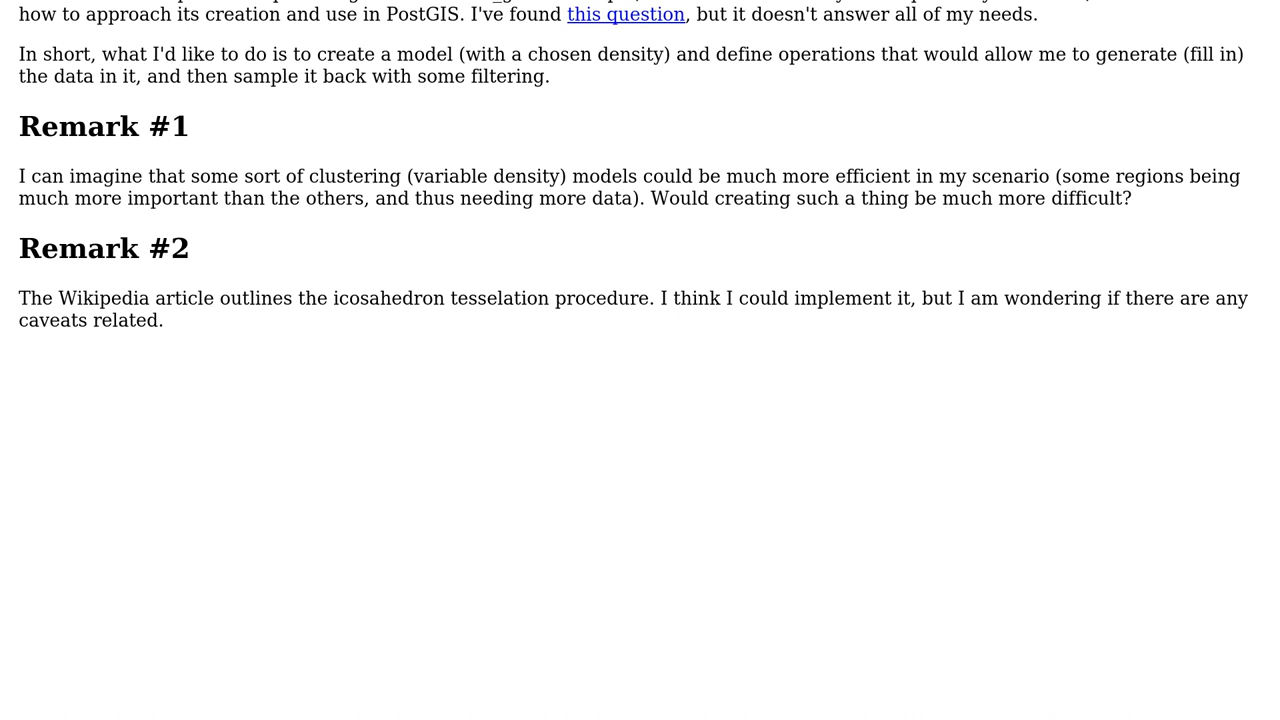 how to approach its creation and use in PostGIS. I've found this question, but it doesn't answer all of my needs.
In short, what I'd like to do is to create a model (with a chosen density) and define operations that would allow me to generate (fill in)
the data in it, and then sample it back with some filtering.
Remark #1
I can imagine that some sort of clustering (variable density) models could be much more efficient in my scenario (some regions being
much more important than the others, and thus needing more data). Would creating such a thing be much more difficult?
Remark #2
The Wikipedia article outlines the icosahedron tesselation procedure. I think I could implement it, but I am wondering if there are any
caveats related.